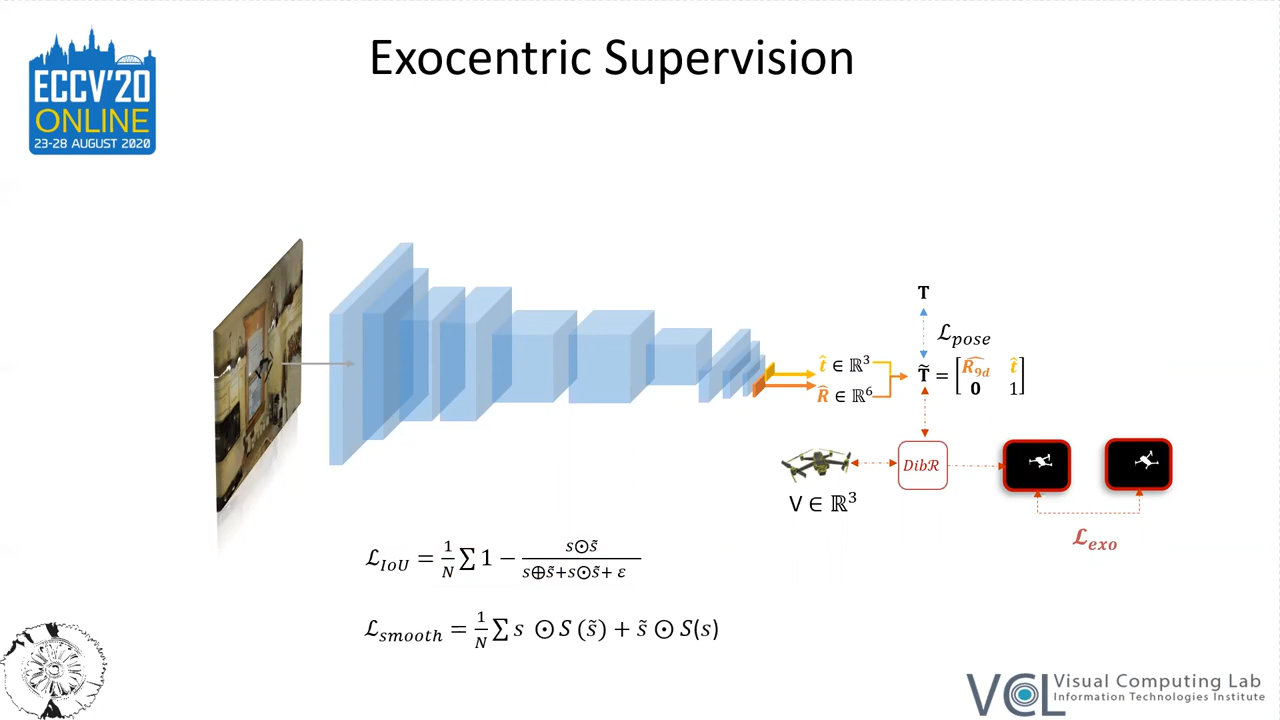 Exocentric Supervision
ECCV'20
ONLINE
23-28 AUGUST 2020
T
ℒ_pose
t̂ ∈ ℝ³
R̂ ∈ ℝ⁶
T̃ = [R̂_9d t̂
0 1]
Dibℛ
V ∈ ℝ³
ℒ_exo
ℒ_IoU = 1/N ∑ 1 − s⊙s̃ / s⊕s̃+s⊙s̃+ ε
ℒ_smooth = 1/N ∑ s ⊙ S (s̃) + s̃ ⊙ S(s)
VCL Visual Computing Lab
Information Technologies Institute